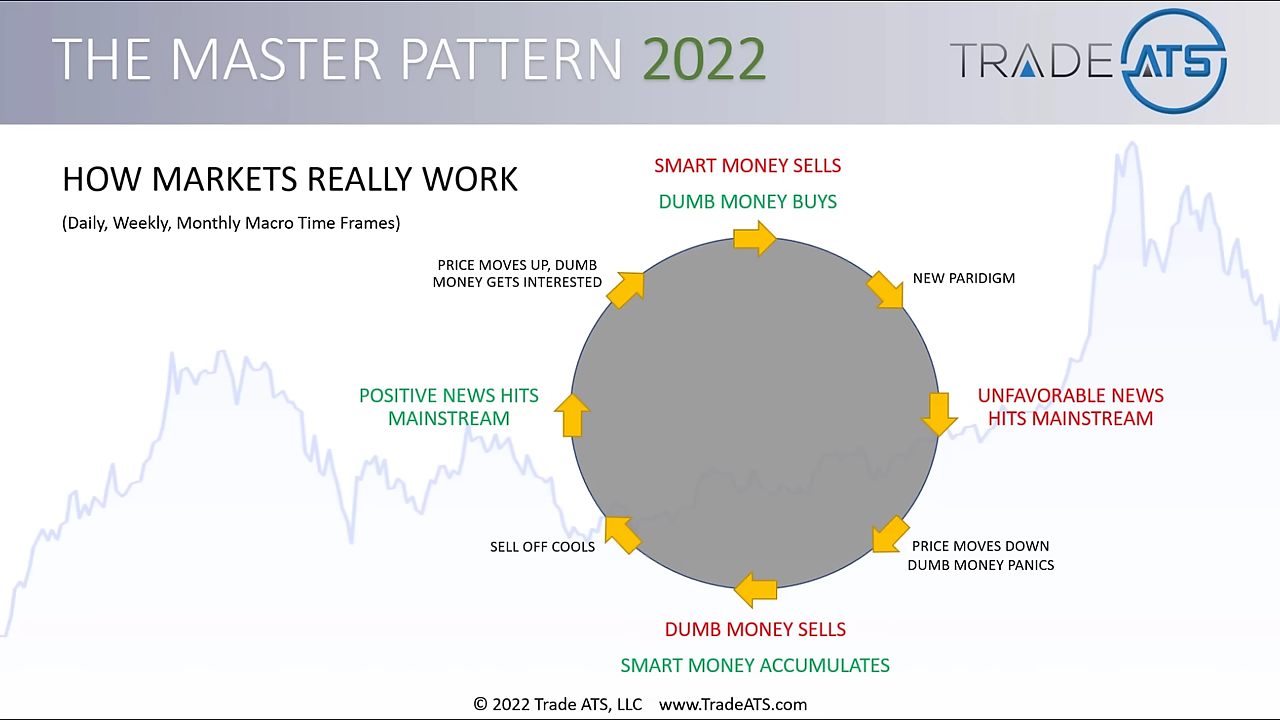 THE MASTER PATTERN 2022
TRADE ATS
HOW MARKETS REALLY WORK
(Daily, Weekly, Monthly Macro Time Frames)
SMART MONEY SELLS
DUMB MONEY BUYS
PRICE MOVES UP, DUMB
MONEY GETS INTERESTED
NEW PARIDIGM
POSITIVE NEWS HITS
MAINSTREAM
UNFAVORABLE NEWS
HITS MAINSTREAM
SELL OFF COOLS
PRICE MOVES DOWN
DUMB MONEY PANICS
DUMB MONEY SELLS
SMART MONEY ACCUMULATES
© 2022 Trade ATS, LLC www.TradeATS.com